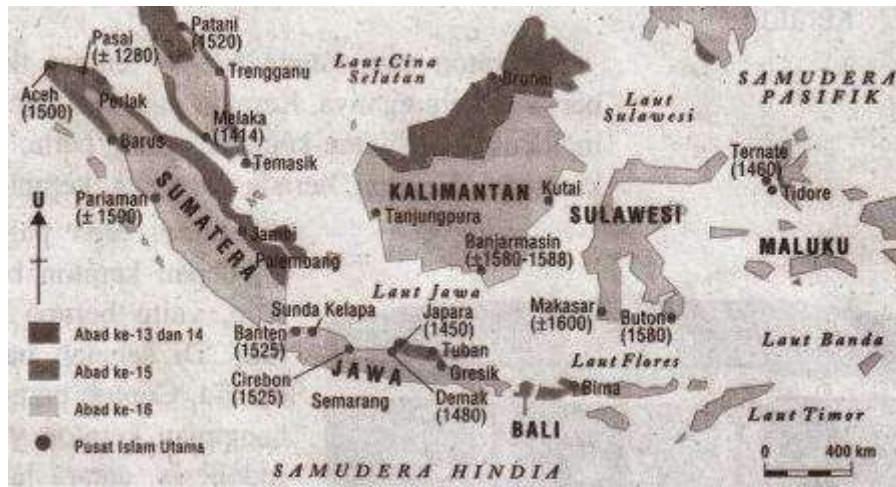 Pasai
(± 1280)
Patani
(1520)
Trengganu
Aceh
(1500)
Perlak
Melaka
(1414)
Barus
Temasik
Pariaman
(± 1500)
SUMATERA
Jambi
Palembang
Laut Cina
Selatan
Brunei
Laut
Sulawesi
SAMUDERA
PASIFIK
Ternate
(1460)
Tidore
KALIMANTAN
Kutai
Tanjungpura
SULAWESI
MALUKU
Banjarmasin
(±1580-1588)
U
Laut Jawa
Sunda Kelapa
Banten
(1525)
Japara
(1450)
Makasar
(±1600)
Buton
(1580)
Laut Banda
Tuban
Gresik
Laut Flores
Cirebon
(1525)
JAWA
Semarang
Demak
(1480)
Bima
BALI
Laut Timor
Abad ke-13 dan 14
Abad ke-15
Abad ke-16
Pusat Islam Utama
SAMUDERA HINDIA
0 400 km